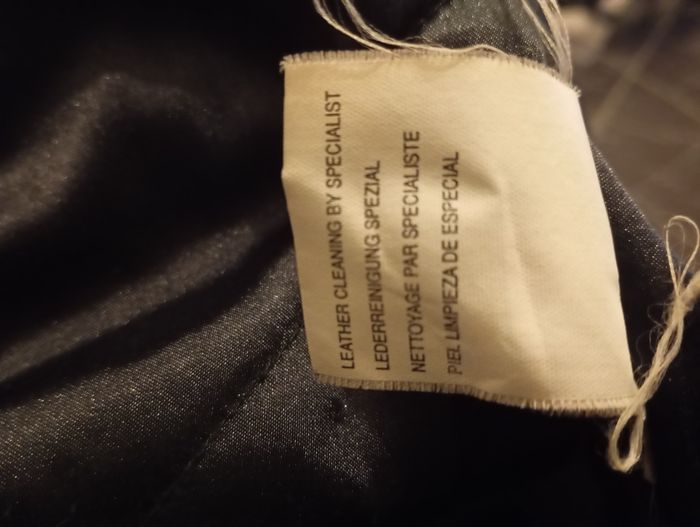 LEATHER CLEANING BY SPECIALIST
LEDERREINIGUNG SPEZIAL
NETTOYAGE PAR SPECIALISTE
PIEL LIMPIEZA DE ESPECIAL